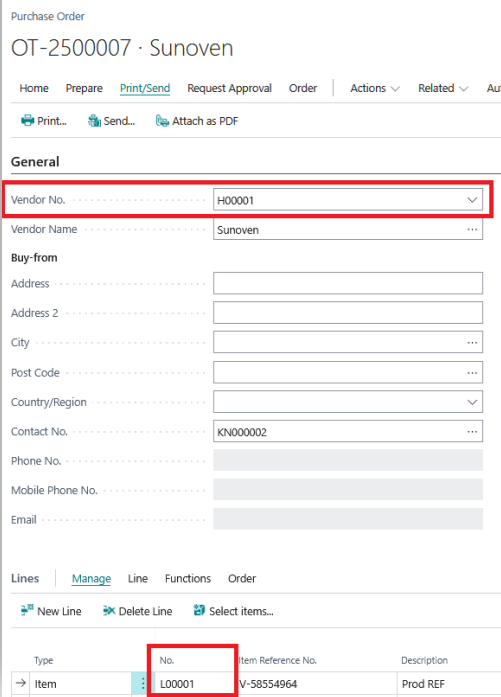 Purchase Order
OT-2500007 · Sunoven
Home Prepare Print/Send Request Approval Order Actions Related Au
Print... Send... Attach as PDF
General
Vendor No. H00001
Vendor Name Sunoven
Buy-from
Address
Address 2
City
Post Code
Country/Region
Contact No. KN000002
Phone No.
Mobile Phone No.
Email
Lines Manage Line Functions Order
New Line Delete Line Select items...
Type No. Item Reference No. Description
Item L00001 V-58554964 Prod REF